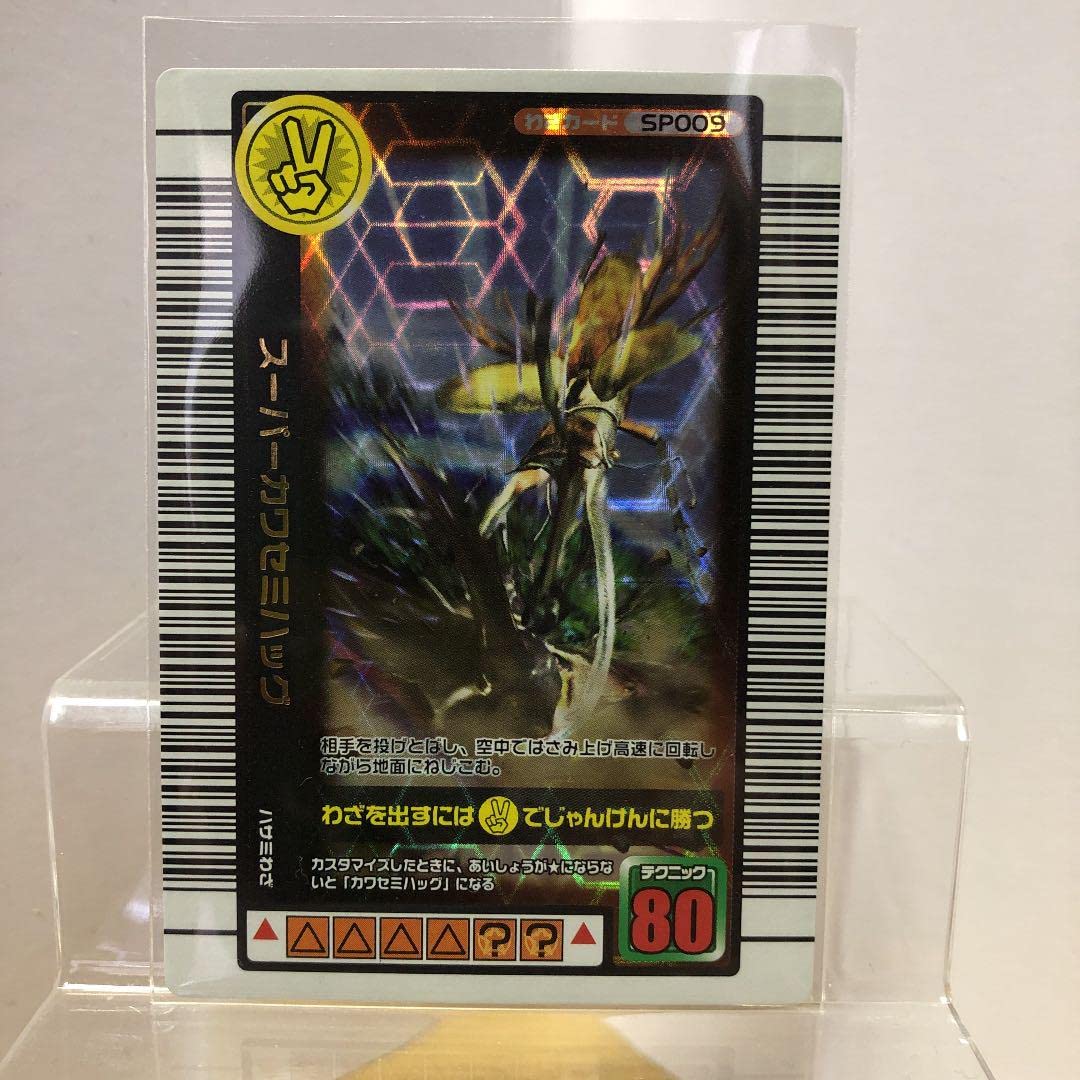 わざカード SP009
スーパーカワセミハッグ
ハサミわざ
相手を投げとばし、空中ではさみ上げ高速に回転し
ながら地面にねじこむ。
わざを出すには でじゃんけんに勝つ
カスタマイズしたときに、あいしょうが★にならな
いと「カワセミハッグ」になる
テクニック
80
? ?